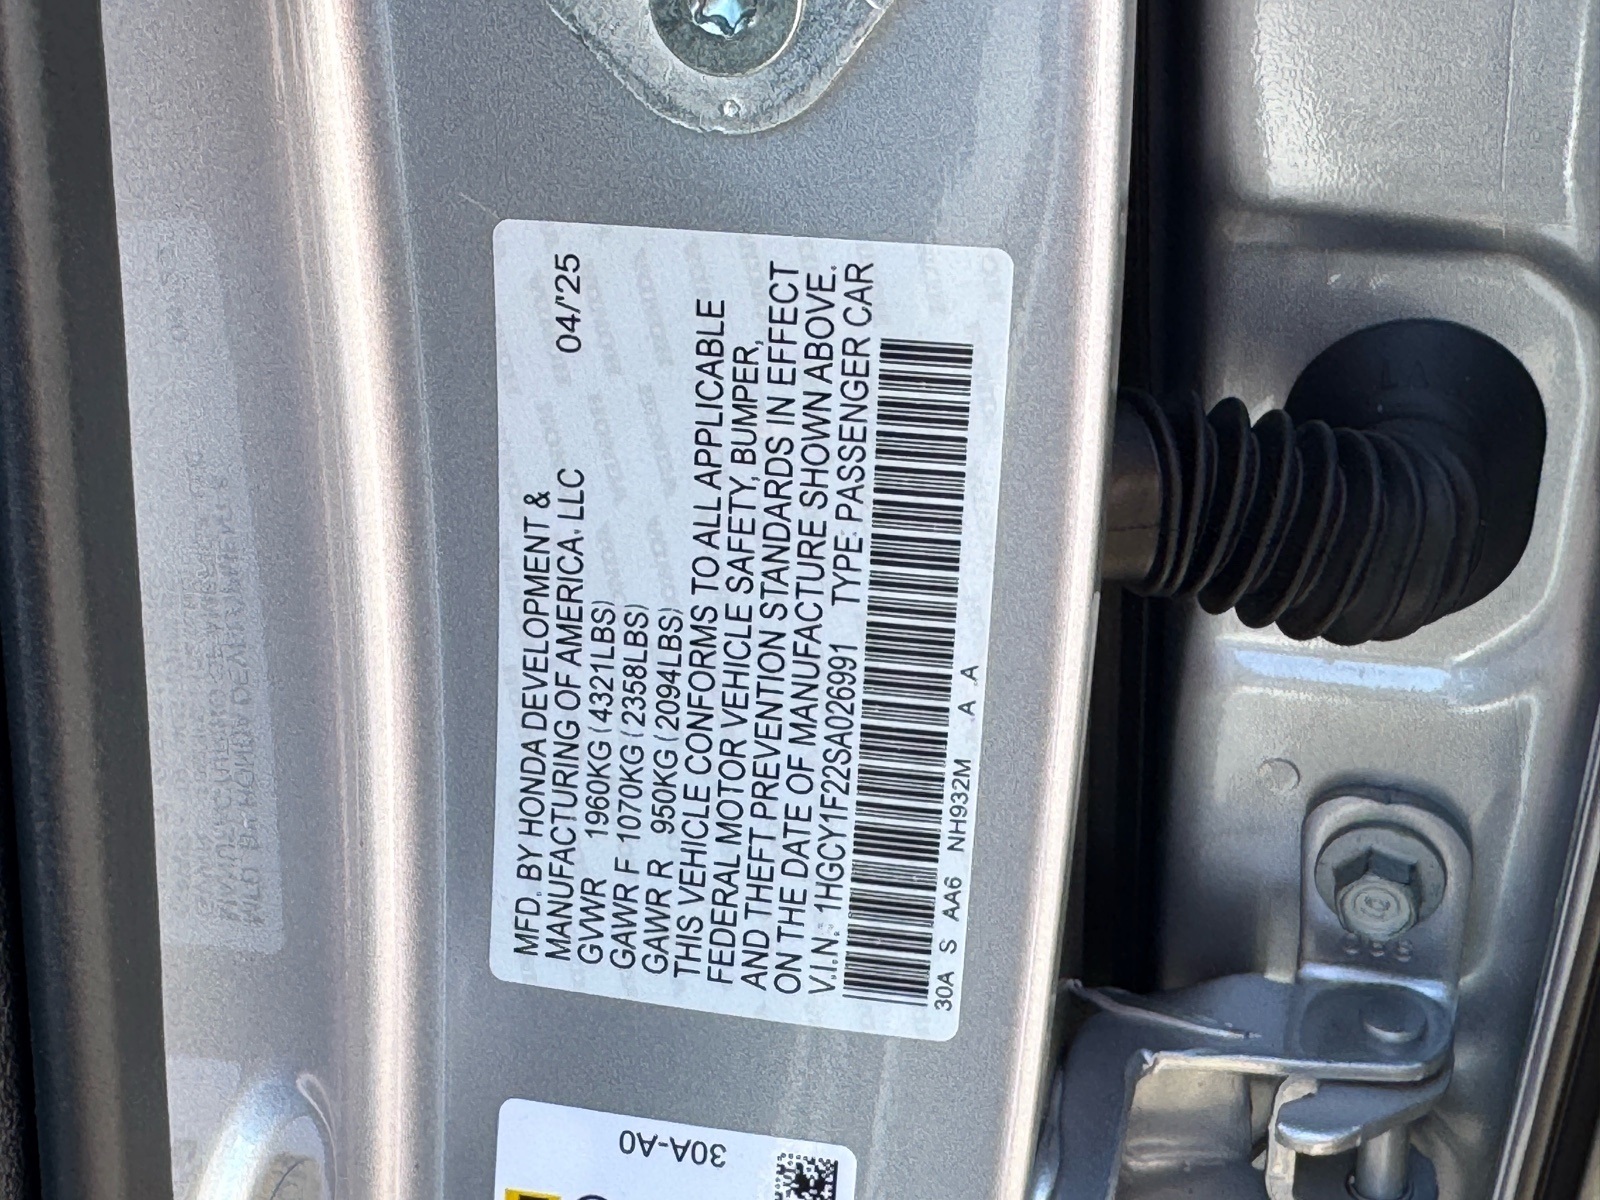 MFD. BY HONDA DEVELOPMENT &
MANUFACTURING OF AMERICA, LLC 04/'25
GVWR 1960KG (4321LBS)
GAWR F 1070KG (2358LBS)
GAWR R 950KG (2094LBS)
THIS VEHICLE CONFORMS TO ALL APPLICABLE
FEDERAL MOTOR VEHICLE SAFETY, BUMPER,
AND THEFT PREVENTION STANDARDS IN EFFECT
ON THE DATE OF MANUFACTURE SHOWN ABOVE.
V.I.N. 1HGCY1F22SA026991 TYPE: PASSENGER CAR
30A S AA6 NH932M A A
30A-A0